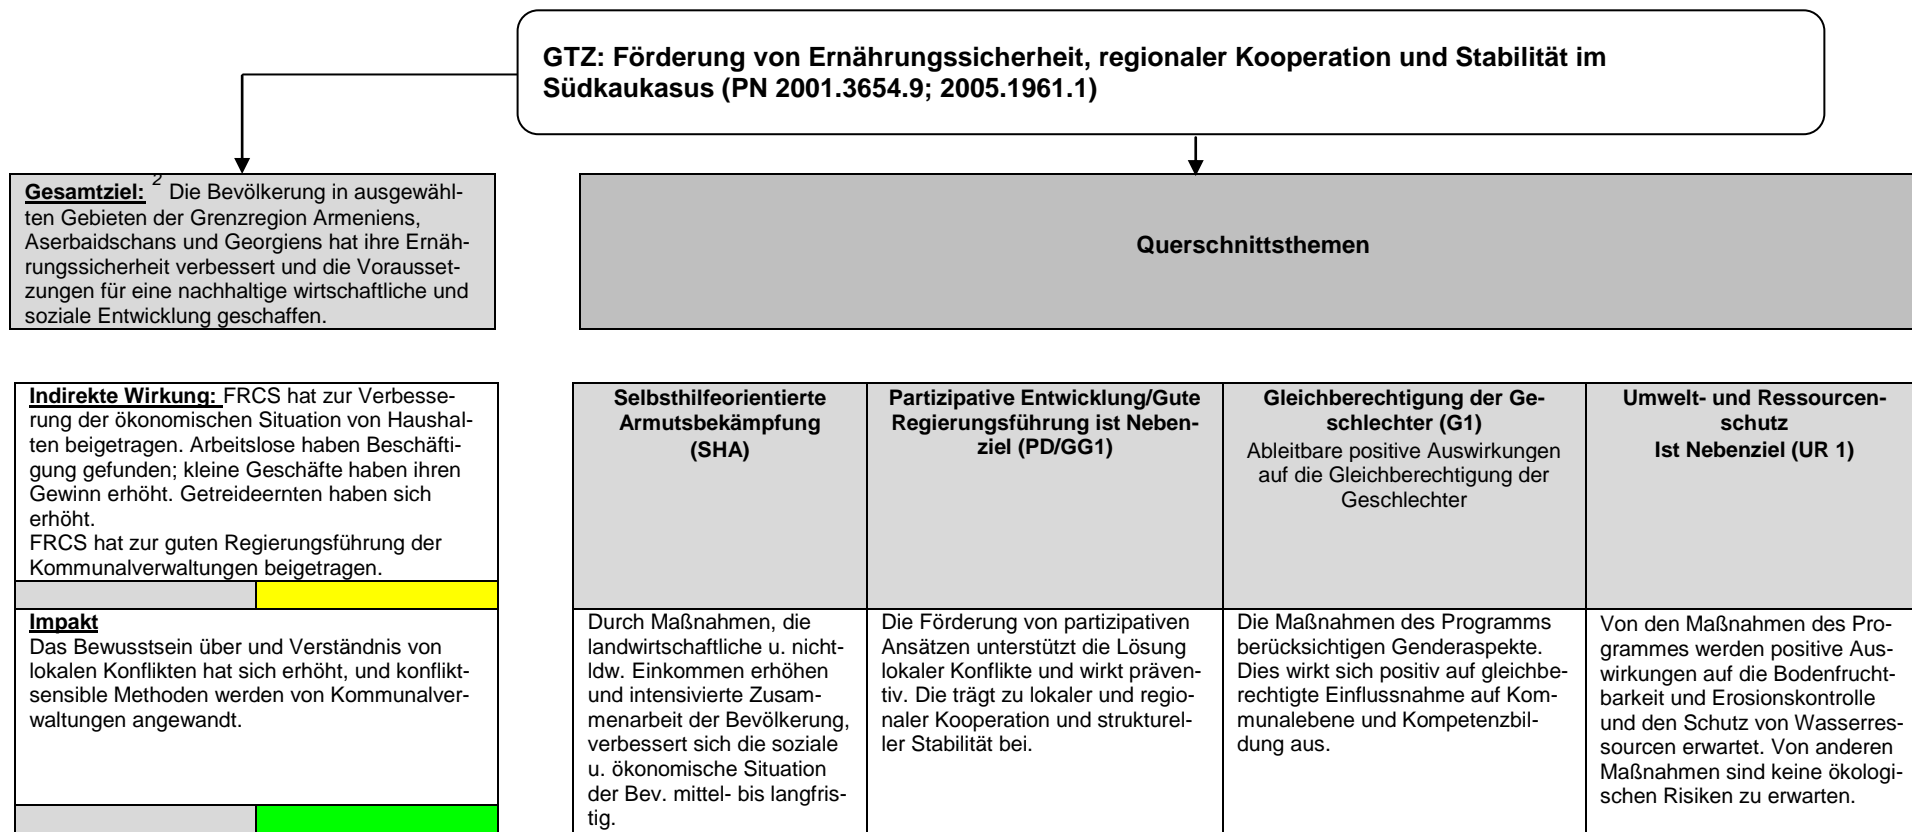 GTZ: Förderung von Ernährungssicherheit, regionaler Kooperation und Stabilität im
Südkaukasus (PN 2001.3654.9; 2005.1961.1)
Gesamtziel: 2 Die Bevölkerung in ausgewähl-
ten Gebieten der Grenzregion Armeniens,
Aserbaidschans und Georgiens hat ihre Ernäh-
rungssicherheit verbessert und die Vorausset-
zungen für eine nachhaltige wirtschaftliche und
soziale Entwicklung geschaffen.
Querschnittsthemen
Indirekte Wirkung: FRCS hat zur Verbesse-
rung der ökonomischen Situation von Haushal-
ten beigetragen. Arbeitslose haben Beschäfti-
gung gefunden; kleine Geschäfte haben ihren
Gewinn erhöht. Getreideernten haben sich
erhöht.
FRCS hat zur guten Regierungsführung der
Kommunalverwaltungen beigetragen.
Impakt
Das Bewusstsein über und Verständnis von
lokalen Konflikten hat sich erhöht, und konflikt-
sensible Methoden werden von Kommunalver-
waltungen angewandt.
Selbsthilfeorientierte
Armutsbekämpfung
(SHA)
Partizipative Entwicklung/Gute
Regierungsführung ist Neben-
ziel (PD/GG1)
Gleichberechtigung der Ge-
schlechter (G1)
Ableitbare positive Auswirkungen
auf die Gleichberechtigung der
Geschlechter
Umwelt- und Ressourcen-
schutz
Ist Nebenziel (UR 1)
Durch Maßnahmen, die
landwirtschaftliche u. nicht-
ldw. Einkommen erhöhen
und intensivierte Zusam-
menarbeit der Bevölkerung,
verbessert sich die soziale
u. ökonomische Situation
der Bev. mittel- bis langfris-
tig.
Die Förderung von partizipativen
Ansätzen unterstützt die Lösung
lokaler Konflikte und wirkt präven-
tiv. Die trägt zu lokaler und regio-
naler Kooperation und strukturel-
ler Stabilität bei.
Die Maßnahmen des Programms
berücksichtigen Genderaspekte.
Dies wirkt sich positiv auf gleichbe-
rechtigte Einflussnahme auf Kom-
munalebene und Kompetenzbil-
dung aus.
Von den Maßnahmen des Pro-
grammes werden positive Aus-
wirkungen auf die Bodenfrucht-
barkeit und Erosionskontrolle
und den Schutz von Wasserres-
sourcen erwartet. Von anderen
Maßnahmen sind keine ökologi-
schen Risiken zu erwarten.